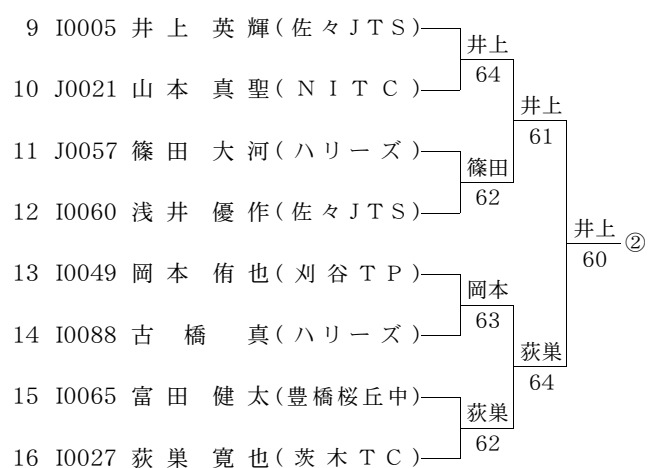 9 I0005 井上 英輝(佐々JTS)
井上
64
10 J0021 山本 真聖(NITC)
井上
61
11 J0057 篠田 大河(ハリーズ)
篠田
62
12 I0060 浅井 優作(佐々JTS)
井上②
60
13 I0049 岡本 侑也(刈谷TP)
岡本
63
14 I0088 古橋 真(ハリーズ)
荻巣
64
15 I0065 富田 健太(豊橋桜丘中)
荻巣
62
16 I0027 荻巣 寛也(茨木TC)